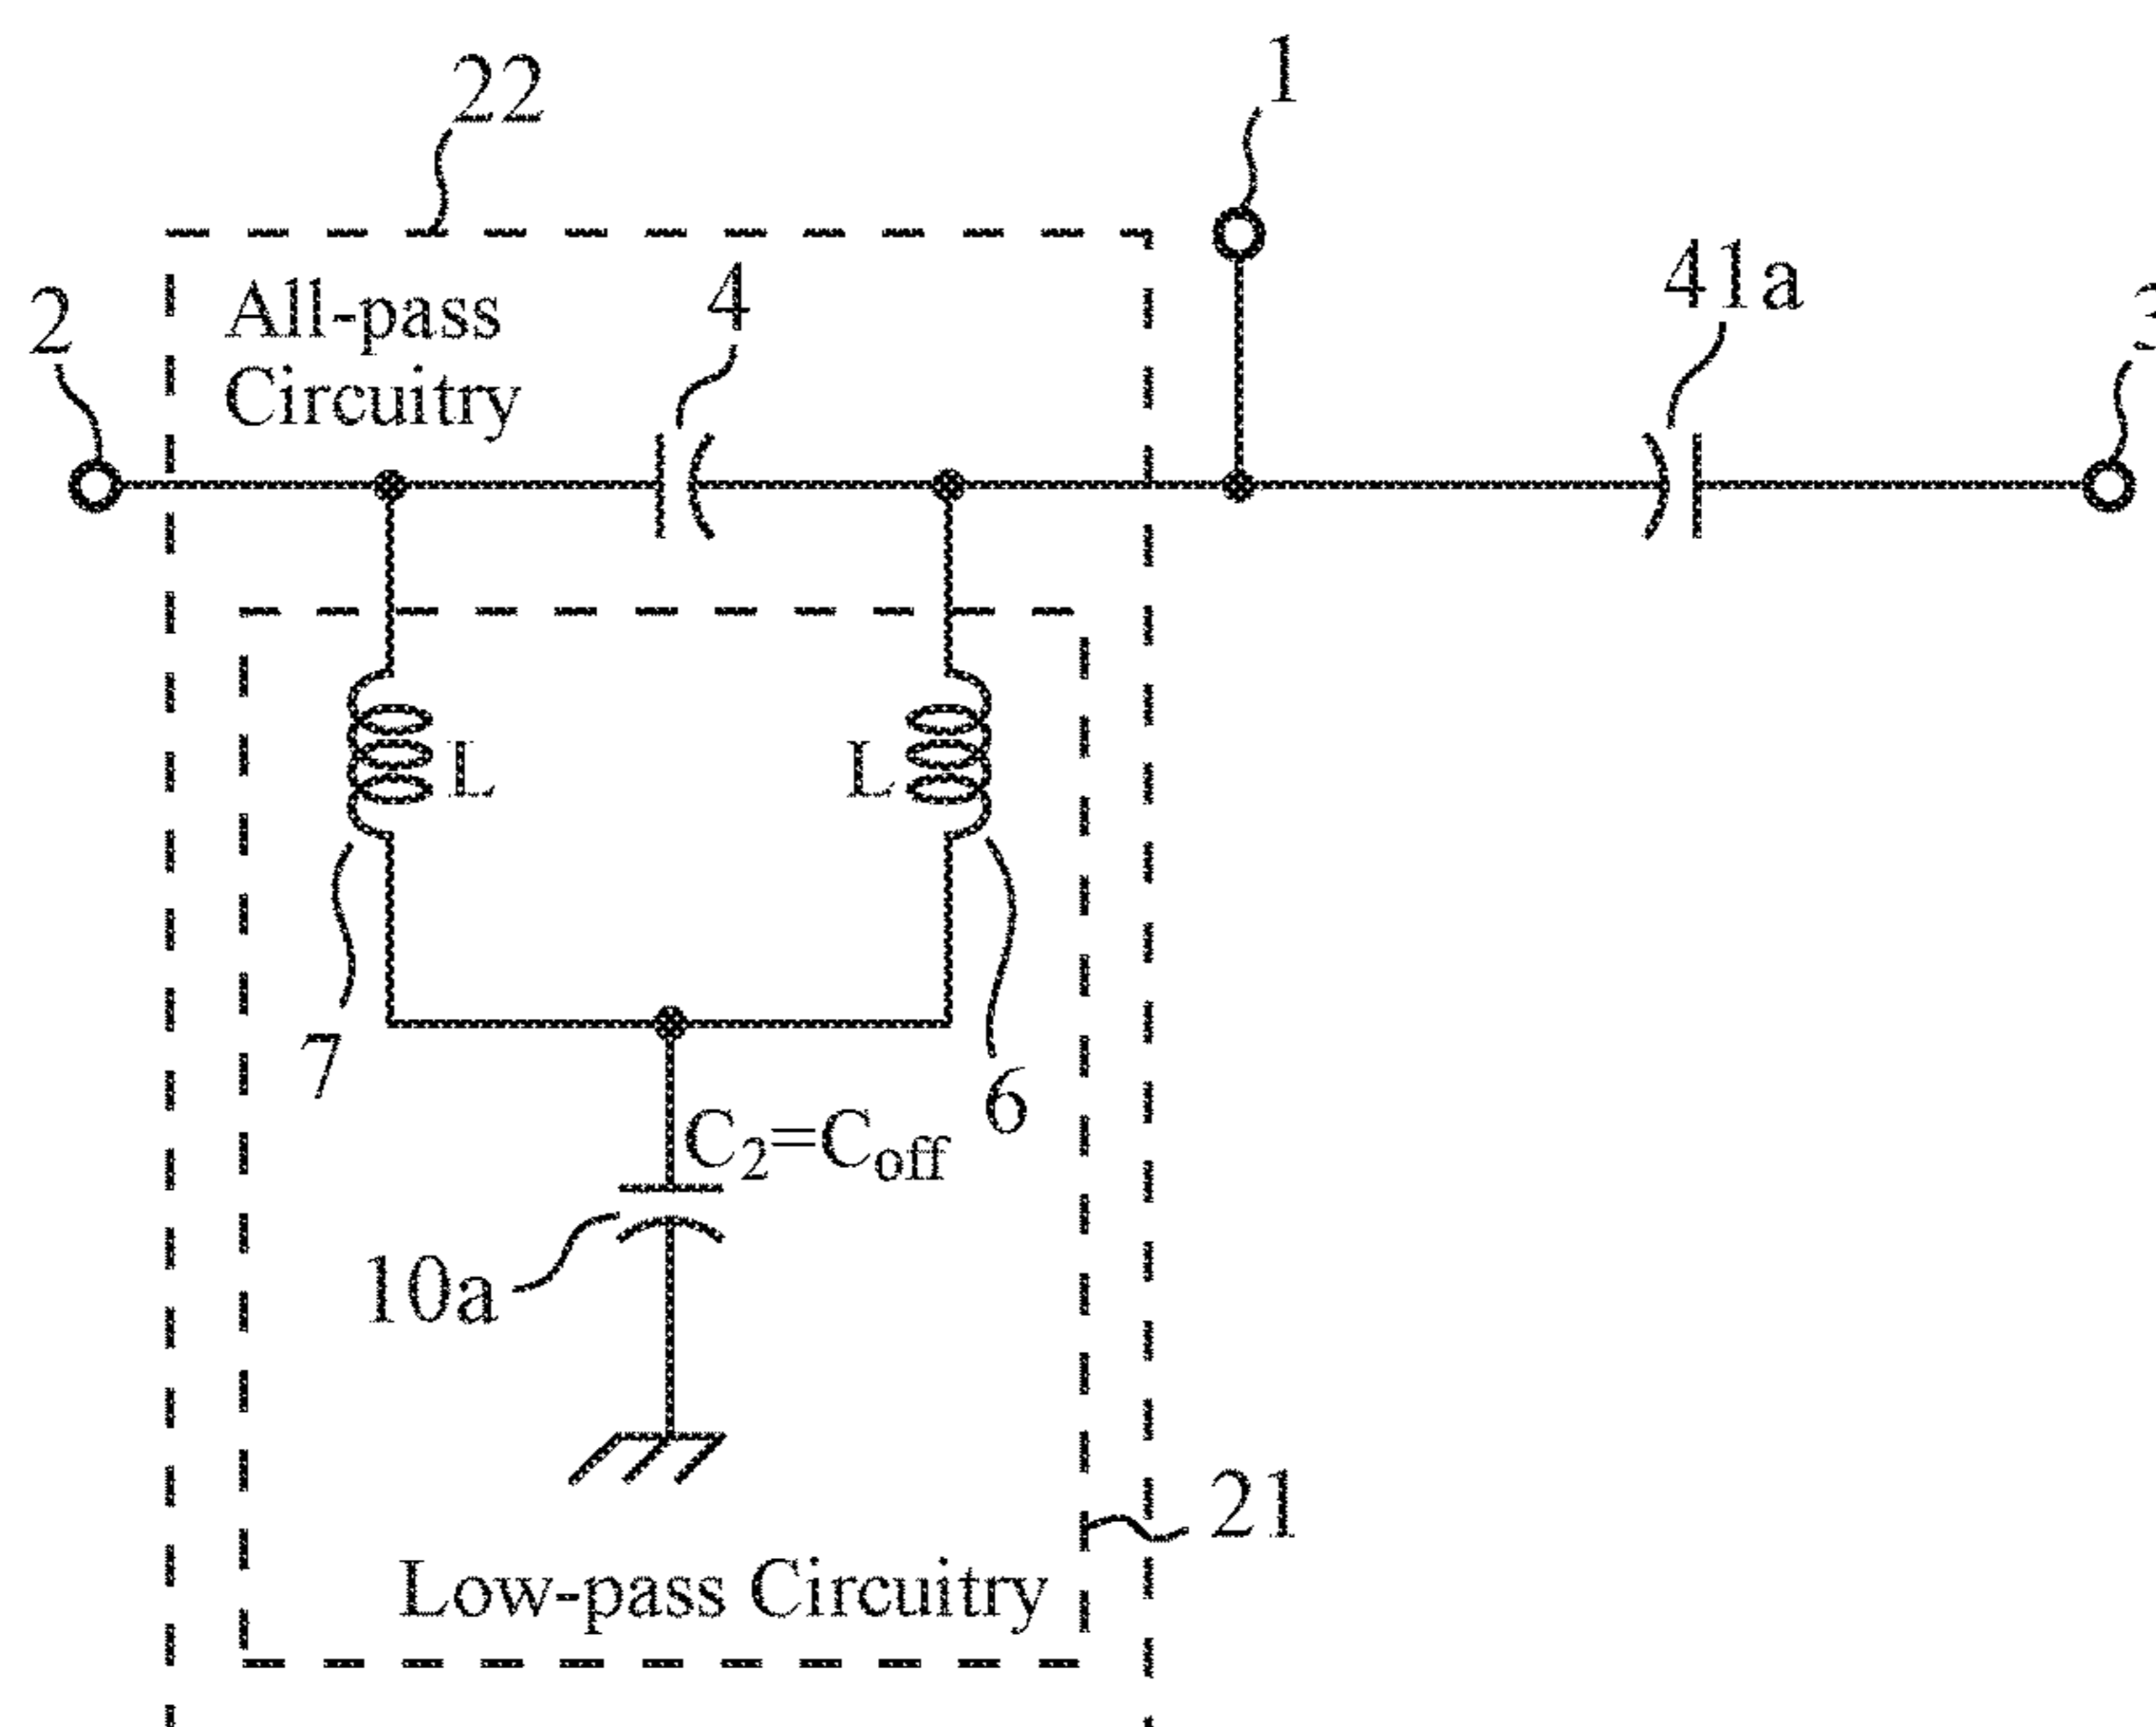 22
1
41a
2
All-pass
Circuitry
4
L
L
7
6
C₂=Cₒff
10a
21
Low-pass Circuitry